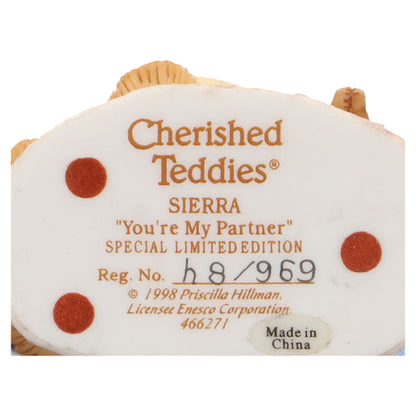 Cherished
Teddies®
SIERRA
"You're My Partner"
SPECIAL LIMITED EDITION
Reg. No. h8/969
© 1998 Priscilla Hillman,
Licensee Enesco Corporation.
466271
Made in
China